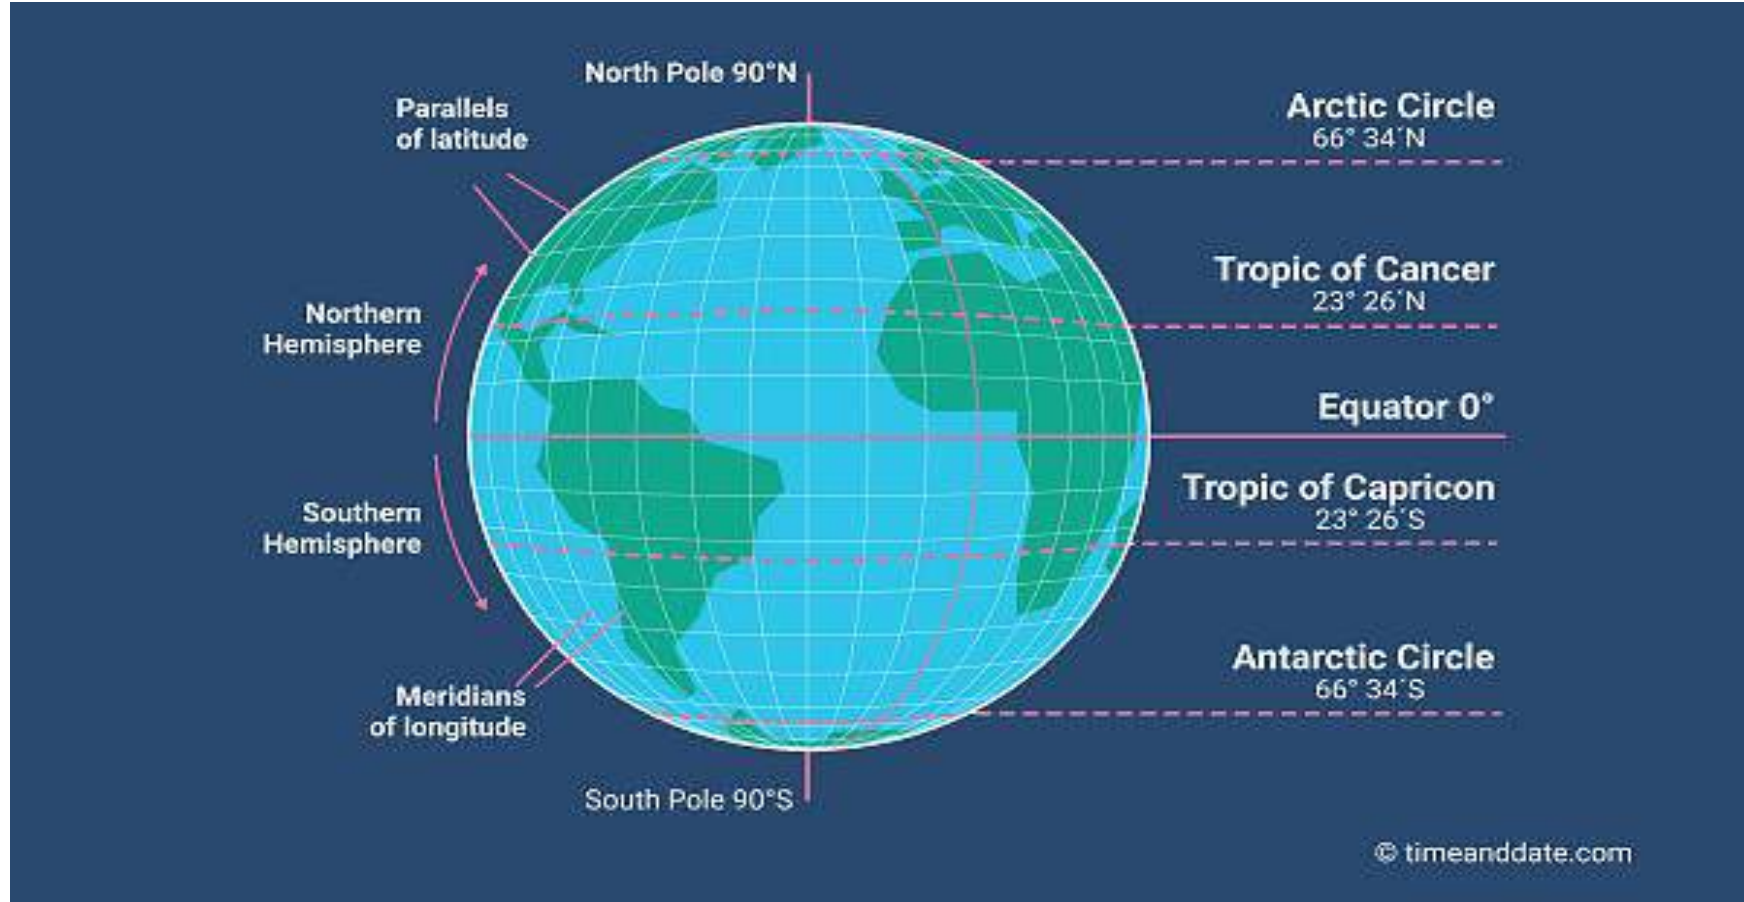 North Pole 90°N
Parallels
of latitude
Arctic Circle
66° 34´N
Tropic of Cancer
23° 26´N
Northern
Hemisphere
Equator 0°
Tropic of Capricon
23° 26´S
Southern
Hemisphere
Antarctic Circle
66° 34´S
Meridians
of longitude
South Pole 90°S
© timeanddate.com